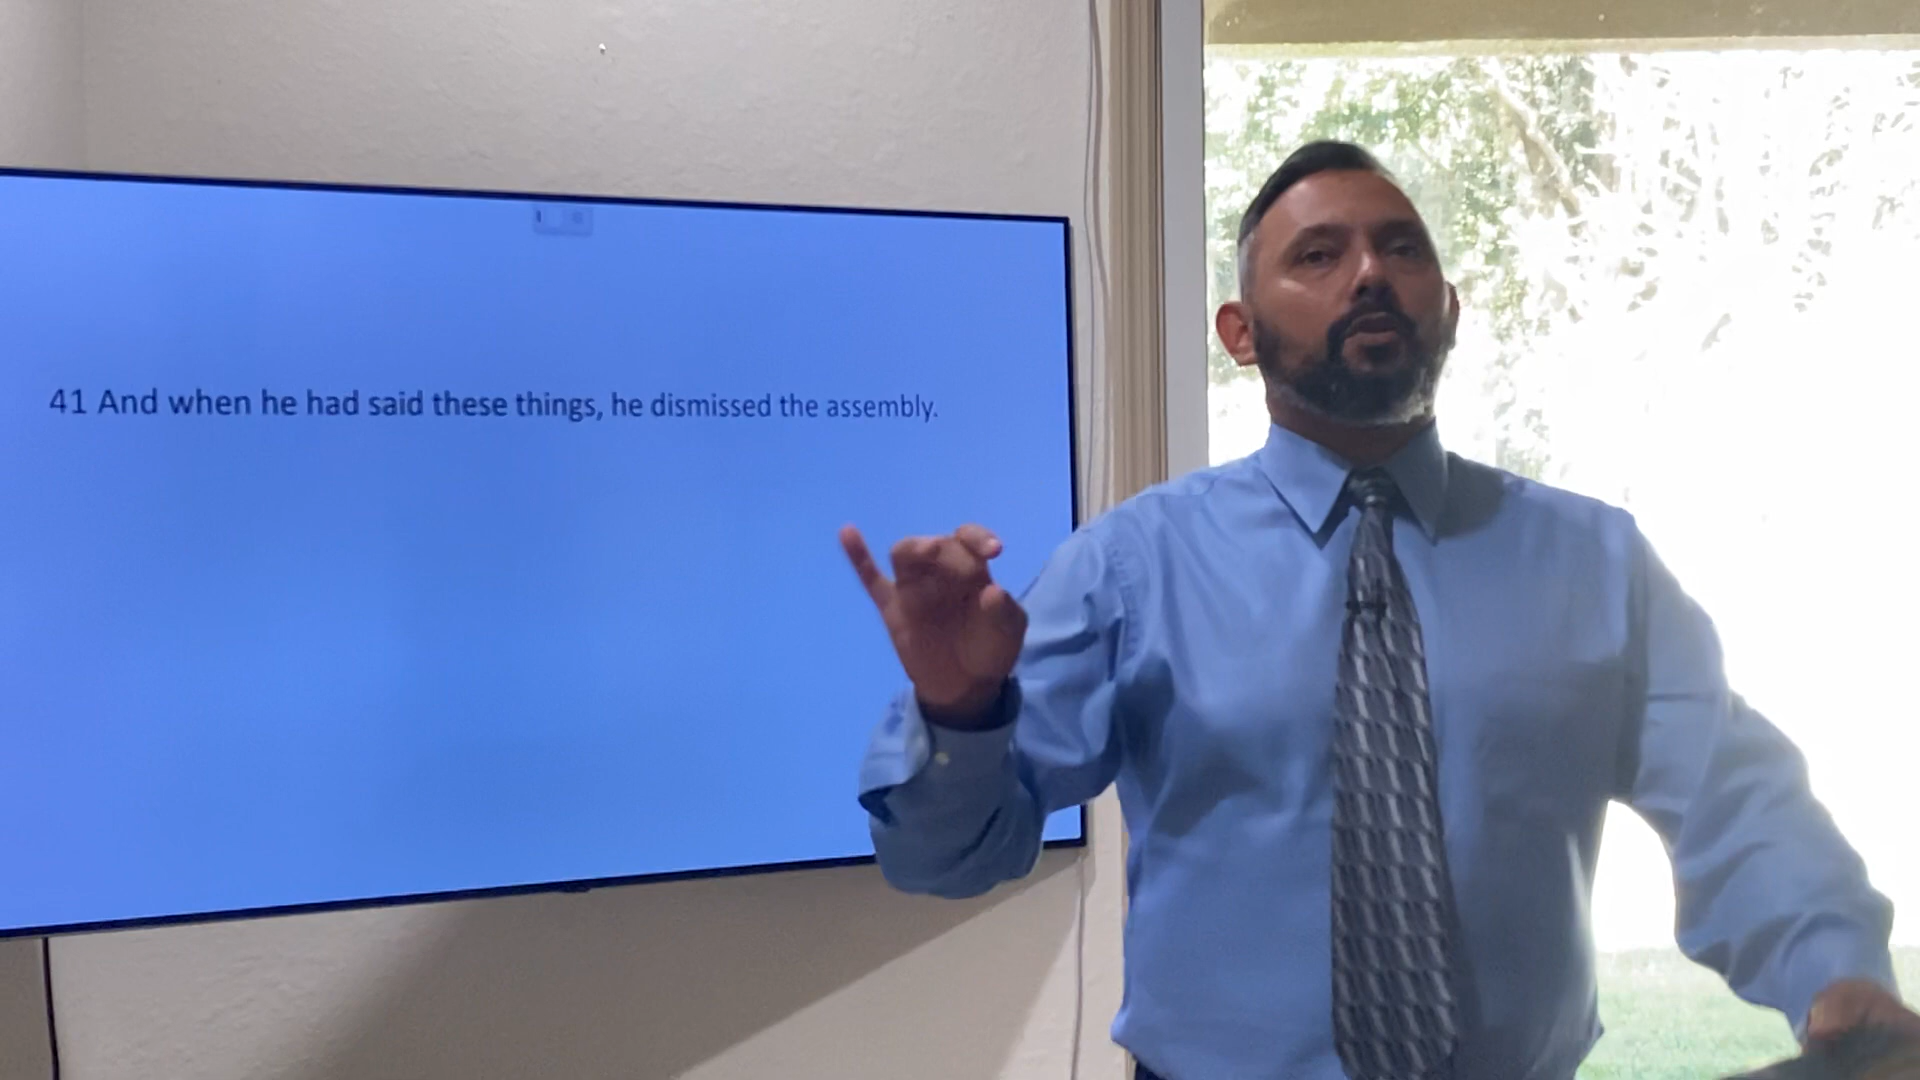 41 And when he had said these things, he dismissed the assembly.